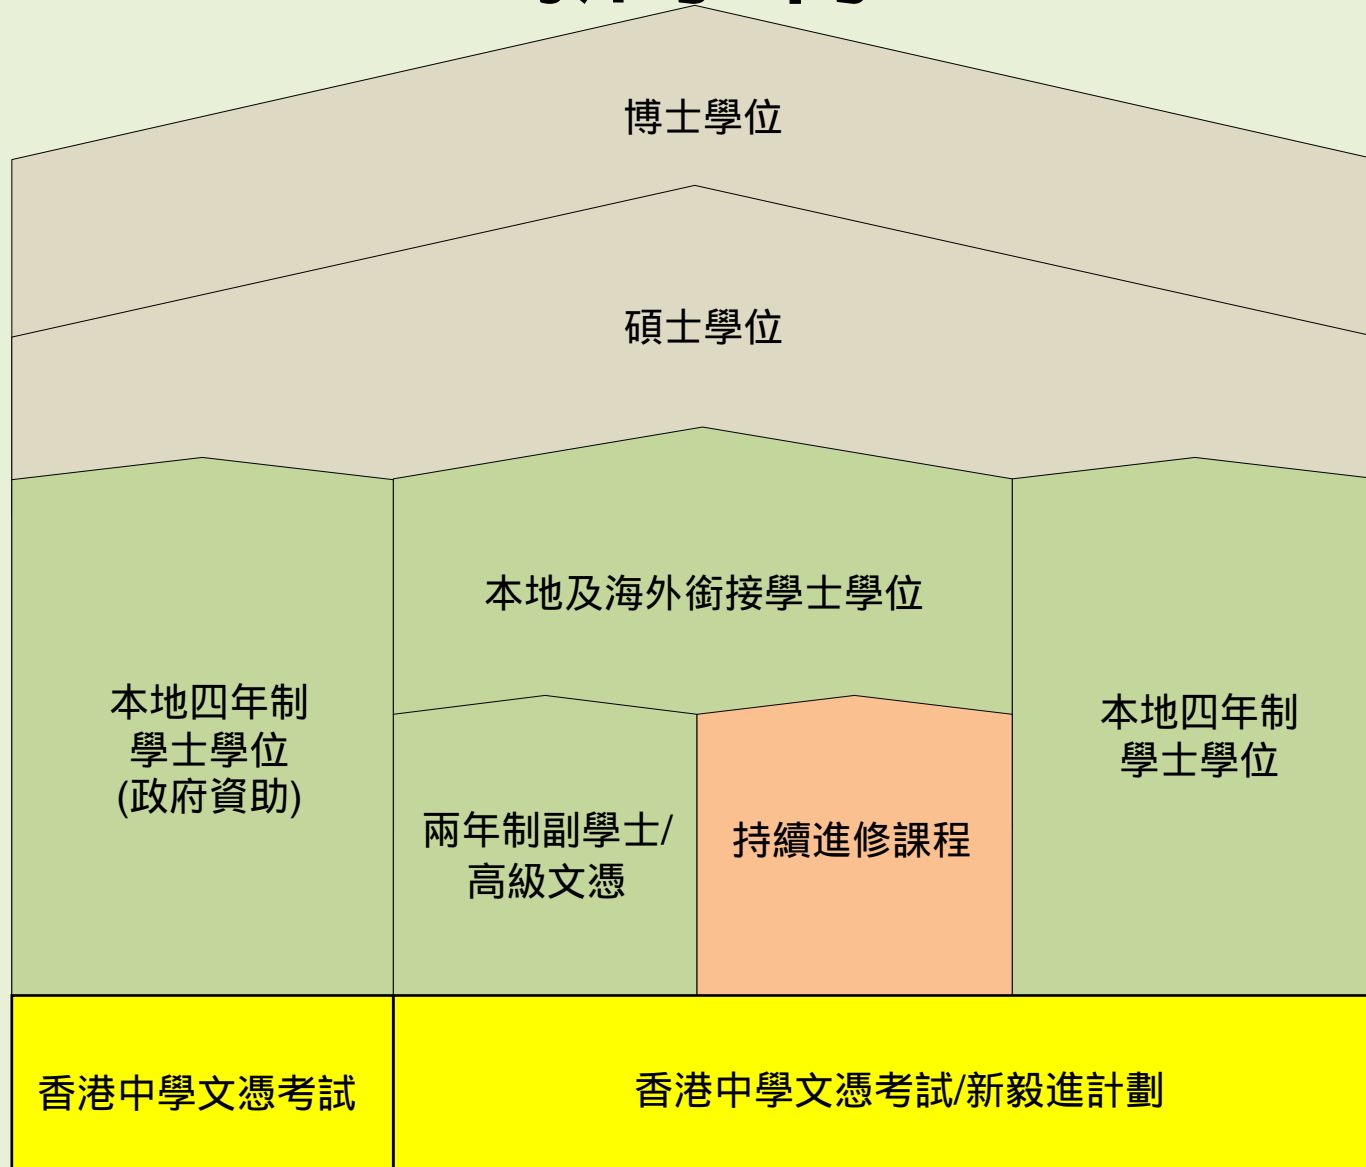 博士學位
碩士學位
本地及海外銜接學士學位
本地四年制
學士學位
(政府資助)
兩年制副學士/
高級文憑
持續進修課程
本地四年制
學士學位
香港中學文憑考試
香港中學文憑考試/新毅進計劃